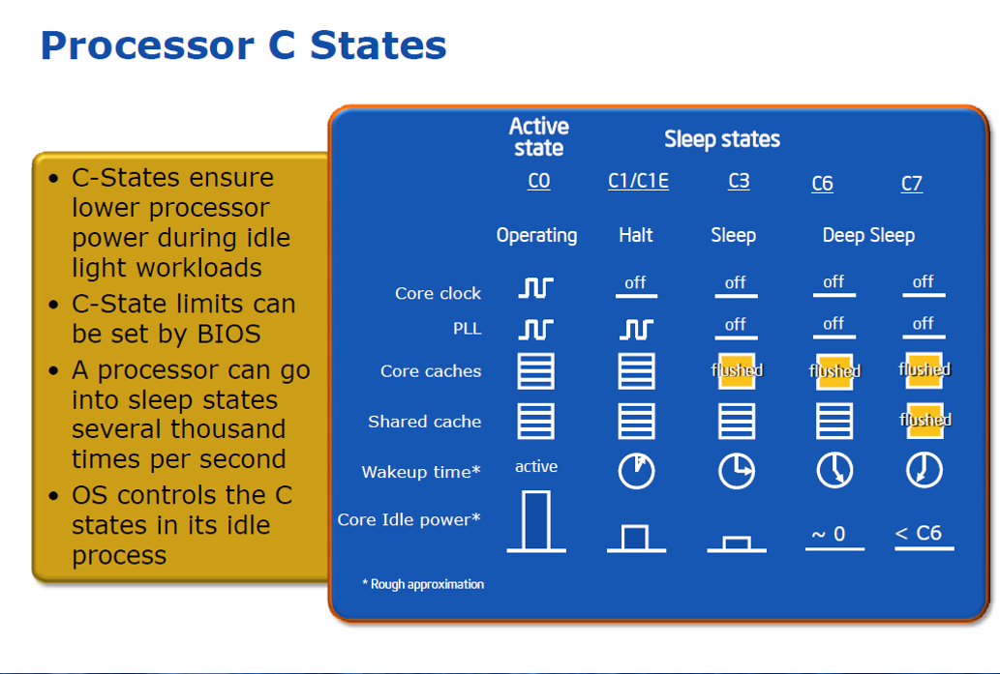 Processor C States
• C-States ensure
lower processor
power during idle
light workloads
• C-State limits can
be set by BIOS
• A processor can go
into sleep states
several thousand
times per second
• OS controls the C
states in its idle
process
Active
state
Sleep states
C0 C1/C1E C3 C6 C7
Operating Halt Sleep Deep Sleep
Core clock off off off off
PLL off off off
Core caches flushed flushed flushed
Shared cache flushed
Wakeup time* active
Core Idle power* ~ 0 < C6
* Rough approximation